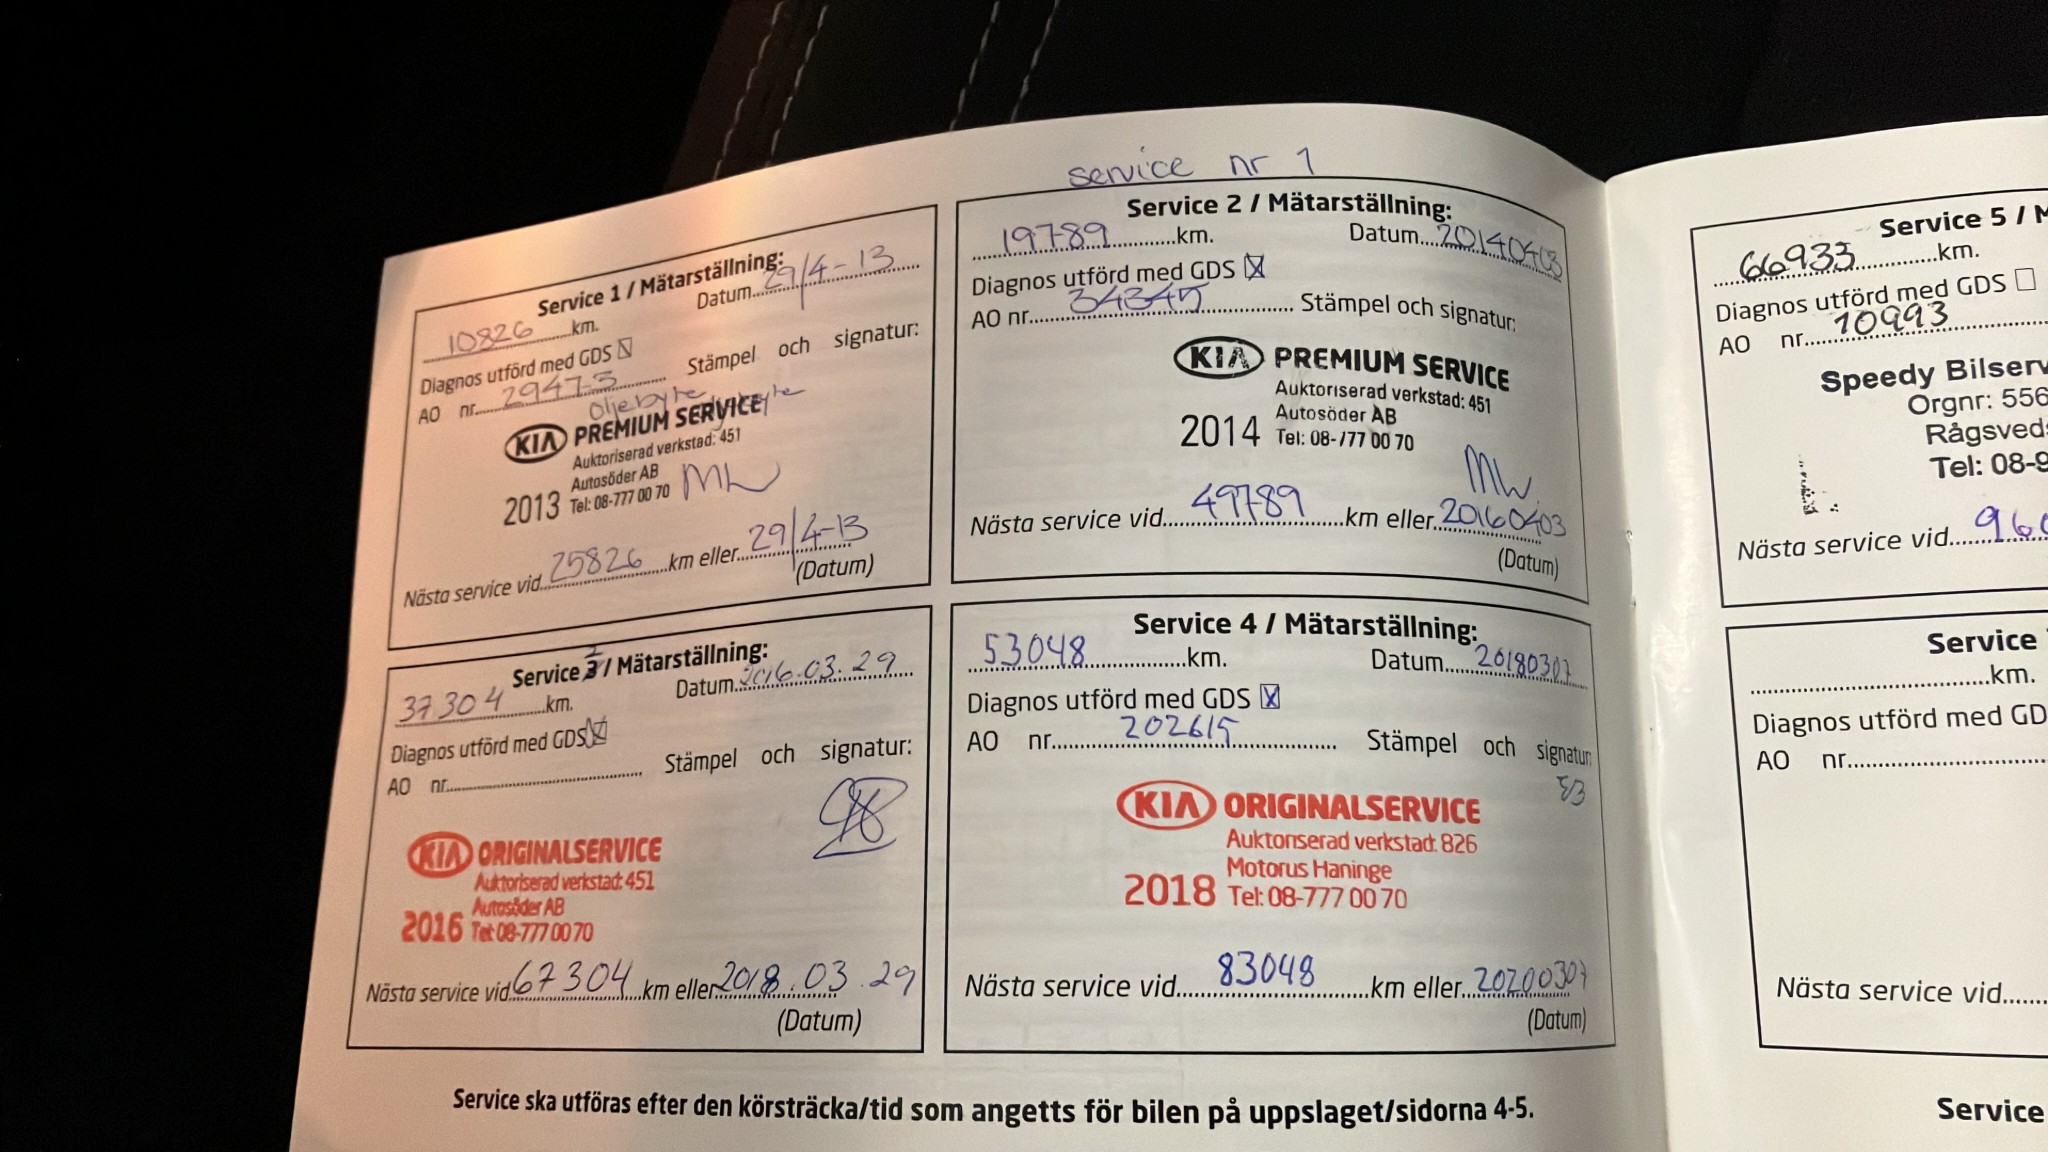 service nr 1
Service 1 / Mätarställning:
10826 km. Datum 29/4-13
Diagnos utförd med GDS
AO nr. 2947-5 Stämpel och signatur:
Oljebyte
KIA PREMIUM SERVICE
Auktoriserad verkstad: 451
Autosöder AB
2013 Tel: 08-777 00 70 MW
Nästa service vid 25826 km eller 29/4-13
(Datum)
Service 2 / Mätarställning:
19789 km. Datum 20140403
Diagnos utförd med GDS
AO nr. 34345 Stämpel och signatur:
KIA PREMIUM SERVICE
Auktoriserad verkstad: 451
Autosöder AB
2014 Tel: 08-777 00 70
MW
Nästa service vid 49789 km eller 20160403
(Datum)
Service 3 / Mätarställning:
2
37304 km. Datum 2016.03.29
Diagnos utförd med GDS
AO nr. Stämpel och signatur:
KIA ORIGINALSERVICE
Auktoriserad verkstad: 451
Autosöder AB
2016 Tel: 08-777 00 70
Nästa service vid 67304 km eller 2018.03.29
(Datum)
Service 4 / Mätarställning:
53048 km. Datum 20180307
Diagnos utförd med GDS
AO nr. 202615 Stämpel och signatur:
KIA ORIGINALSERVICE
Auktoriserad verkstad: 826
Motorus Haninge
2018 Tel: 08-777 00 70
Nästa service vid 83048 km eller 20200307
(Datum)
Service ska utföras efter den körsträcka/tid som angetts för bilen på uppslaget/sidorna 4-5.
Service 5 / M
66933 km.
Diagnos utförd med GDS
AO nr. 10993
Speedy Bilserv
Orgnr: 556
Rågsveds
Tel: 08-9
Nästa service vid 960
Service
km.
Diagnos utförd med GD
AO nr.
Nästa service vid
Service